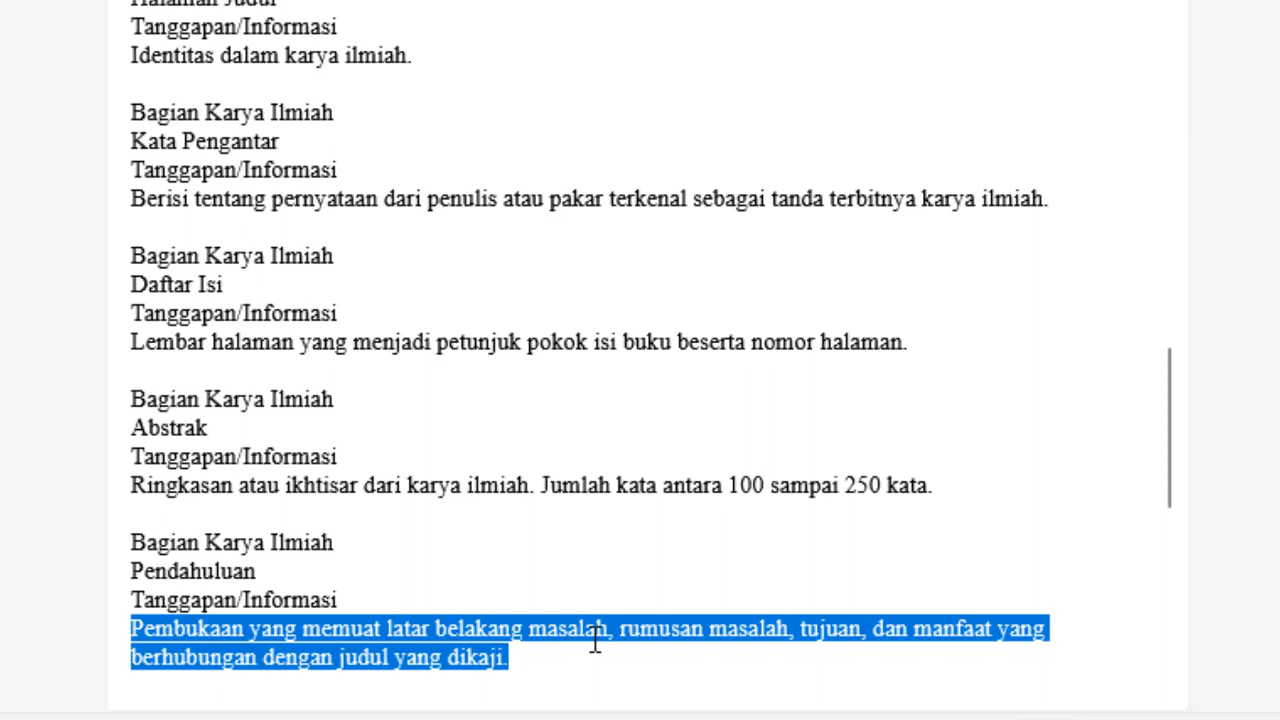 Halaman Judul
Tanggapan/Informasi
Identitas dalam karya ilmiah.
Bagian Karya Ilmiah
Kata Pengantar
Tanggapan/Informasi
Berisi tentang pernyataan dari penulis atau pakar terkenal sebagai tanda terbitnya karya ilmiah.
Bagian Karya Ilmiah
Daftar Isi
Tanggapan/Informasi
Lembar halaman yang menjadi petunjuk pokok isi buku beserta nomor halaman.
Bagian Karya Ilmiah
Abstrak
Tanggapan/Informasi
Ringkasan atau ikhtisar dari karya ilmiah. Jumlah kata antara 100 sampai 250 kata.
Bagian Karya Ilmiah
Pendahuluan
Tanggapan/Informasi
Pembukaan yang memuat latar belakang masalah, rumusan masalah, tujuan, dan manfaat yang
berhubungan dengan judul yang dikaji.